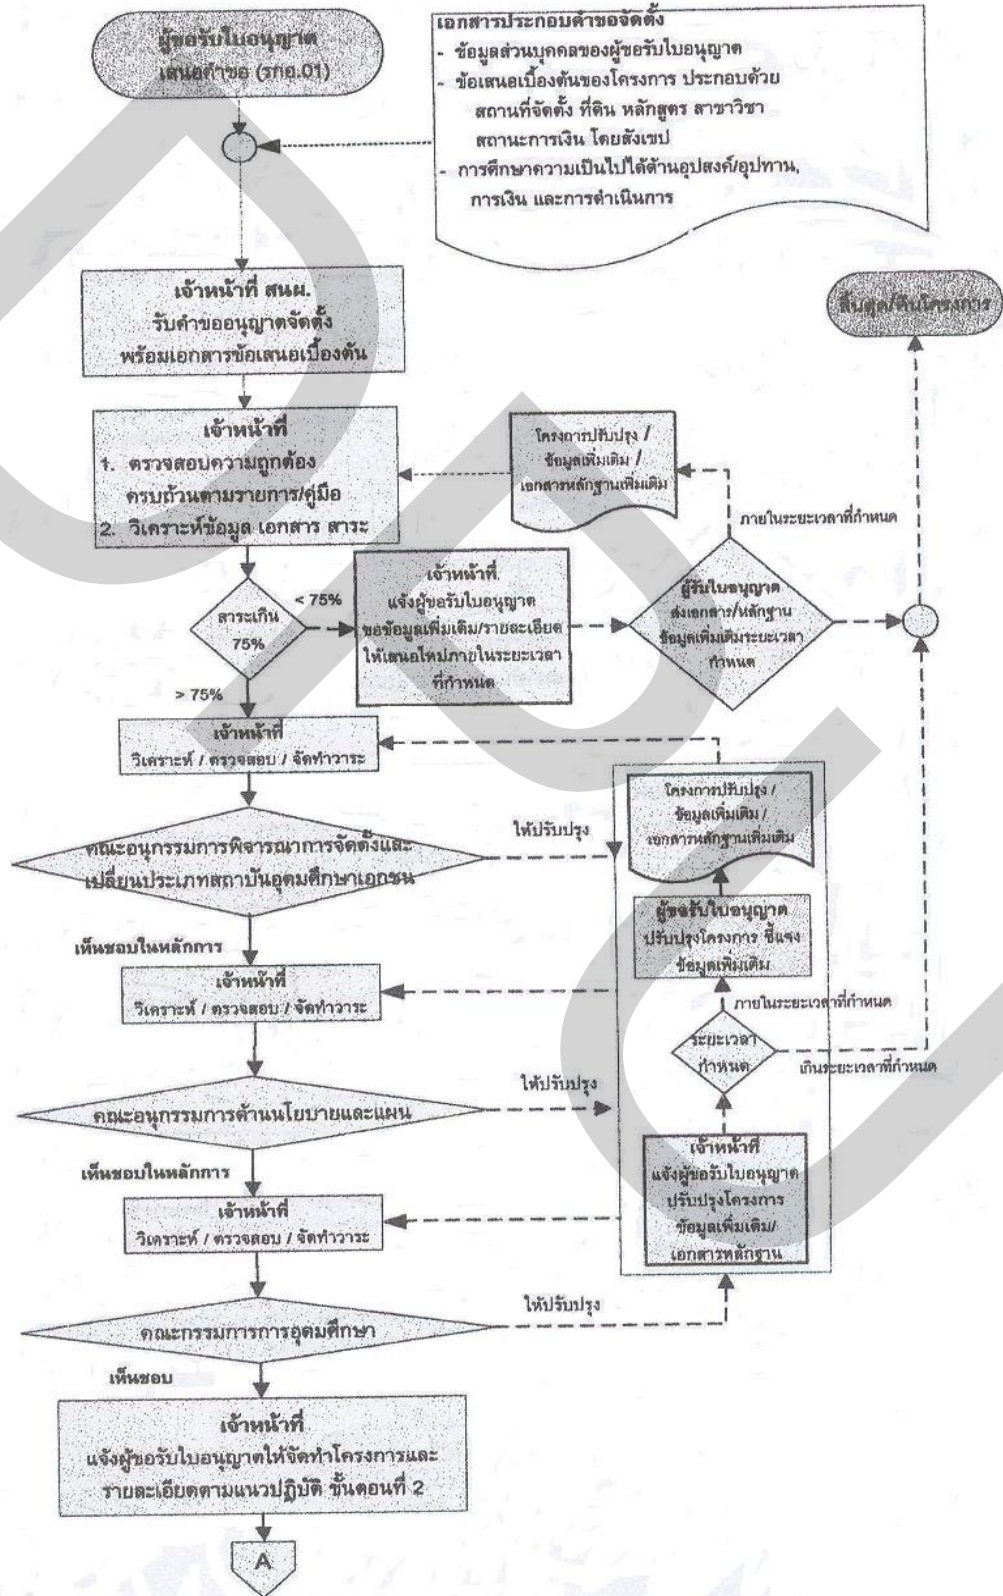 ผู้ขอรับใบอนุญาต
เสนอคำขอ (รกอ.01)
เอกสารประกอบคำขอจัดตั้ง
- ข้อมูลส่วนบุคคลของผู้ขอรับใบอนุญาต
- ข้อเสนอเบื้องต้นของโครงการ ประกอบด้วย
สถานที่จัดตั้ง ที่ดิน หลักสูตร สาขาวิชา
สถานะการเงิน โดยสังเขป
- การศึกษาความเป็นไปได้ด้านอุปสงค์/อุปทาน,
การเงิน และการดำเนินการ
เจ้าหน้าที่ สนผ.
รับคำขออนุญาตจัดตั้ง
พร้อมเอกสารข้อเสนอเบื้องต้น
สิ้นสุด/คืนโครงการ
เจ้าหน้าที่
1. ตรวจสอบความถูกต้อง
ครบถ้วนตามรายการ/คู่มือ
2. วิเคราะห์ข้อมูล เอกสาร สาระ
โครงการปรับปรุง /
ข้อมูลเพิ่มเติม /
เอกสารหลักฐานเพิ่มเติม
ภายในระยะเวลาที่กำหนด
สาระเกิน
75%
< 75%
> 75%
เจ้าหน้าที่
แจ้งผู้ขอรับใบอนุญาต
ขอข้อมูลเพิ่มเติม/รายละเอียด
ให้เสนอใหม่ภายในระยะเวลา
ที่กำหนด
ผู้รับใบอนุญาต
ส่งเอกสาร/หลักฐาน
ข้อมูลเพิ่มเติมระยะเวลา
กำหนด
เจ้าหน้าที่
วิเคราะห์ / ตรวจสอบ / จัดทำวาระ
โครงการปรับปรุง /
ข้อมูลเพิ่มเติม /
เอกสารหลักฐานเพิ่มเติม
คณะอนุกรรมการพิจารณาการจัดตั้งและ
เปลี่ยนประเภทสถาบันอุดมศึกษาเอกชน
ให้ปรับปรุง
ผู้ขอรับใบอนุญาต
ปรับปรุงโครงการ ชี้แจง
ข้อมูลเพิ่มเติม
เห็นชอบในหลักการ
เจ้าหน้าที่
วิเคราะห์ / ตรวจสอบ / จัดทำวาระ
ภายในระยะเวลาที่กำหนด
ระยะเวลา
กำหนด
เกินระยะเวลาที่กำหนด
คณะอนุกรรมการด้านนโยบายและแผน
ให้ปรับปรุง
เห็นชอบในหลักการ
เจ้าหน้าที่
แจ้งผู้ขอรับใบอนุญาต
ปรับปรุงโครงการ
ข้อมูลเพิ่มเติม/
เอกสารหลักฐาน
เจ้าหน้าที่
วิเคราะห์ / ตรวจสอบ / จัดทำวาระ
คณะกรรมการการอุดมศึกษา
ให้ปรับปรุง
เห็นชอบ
เจ้าหน้าที่
แจ้งผู้ขอรับใบอนุญาตให้จัดทำโครงการและ
รายละเอียดตามแนวปฏิบัติ ขั้นตอนที่ 2
A
DPU